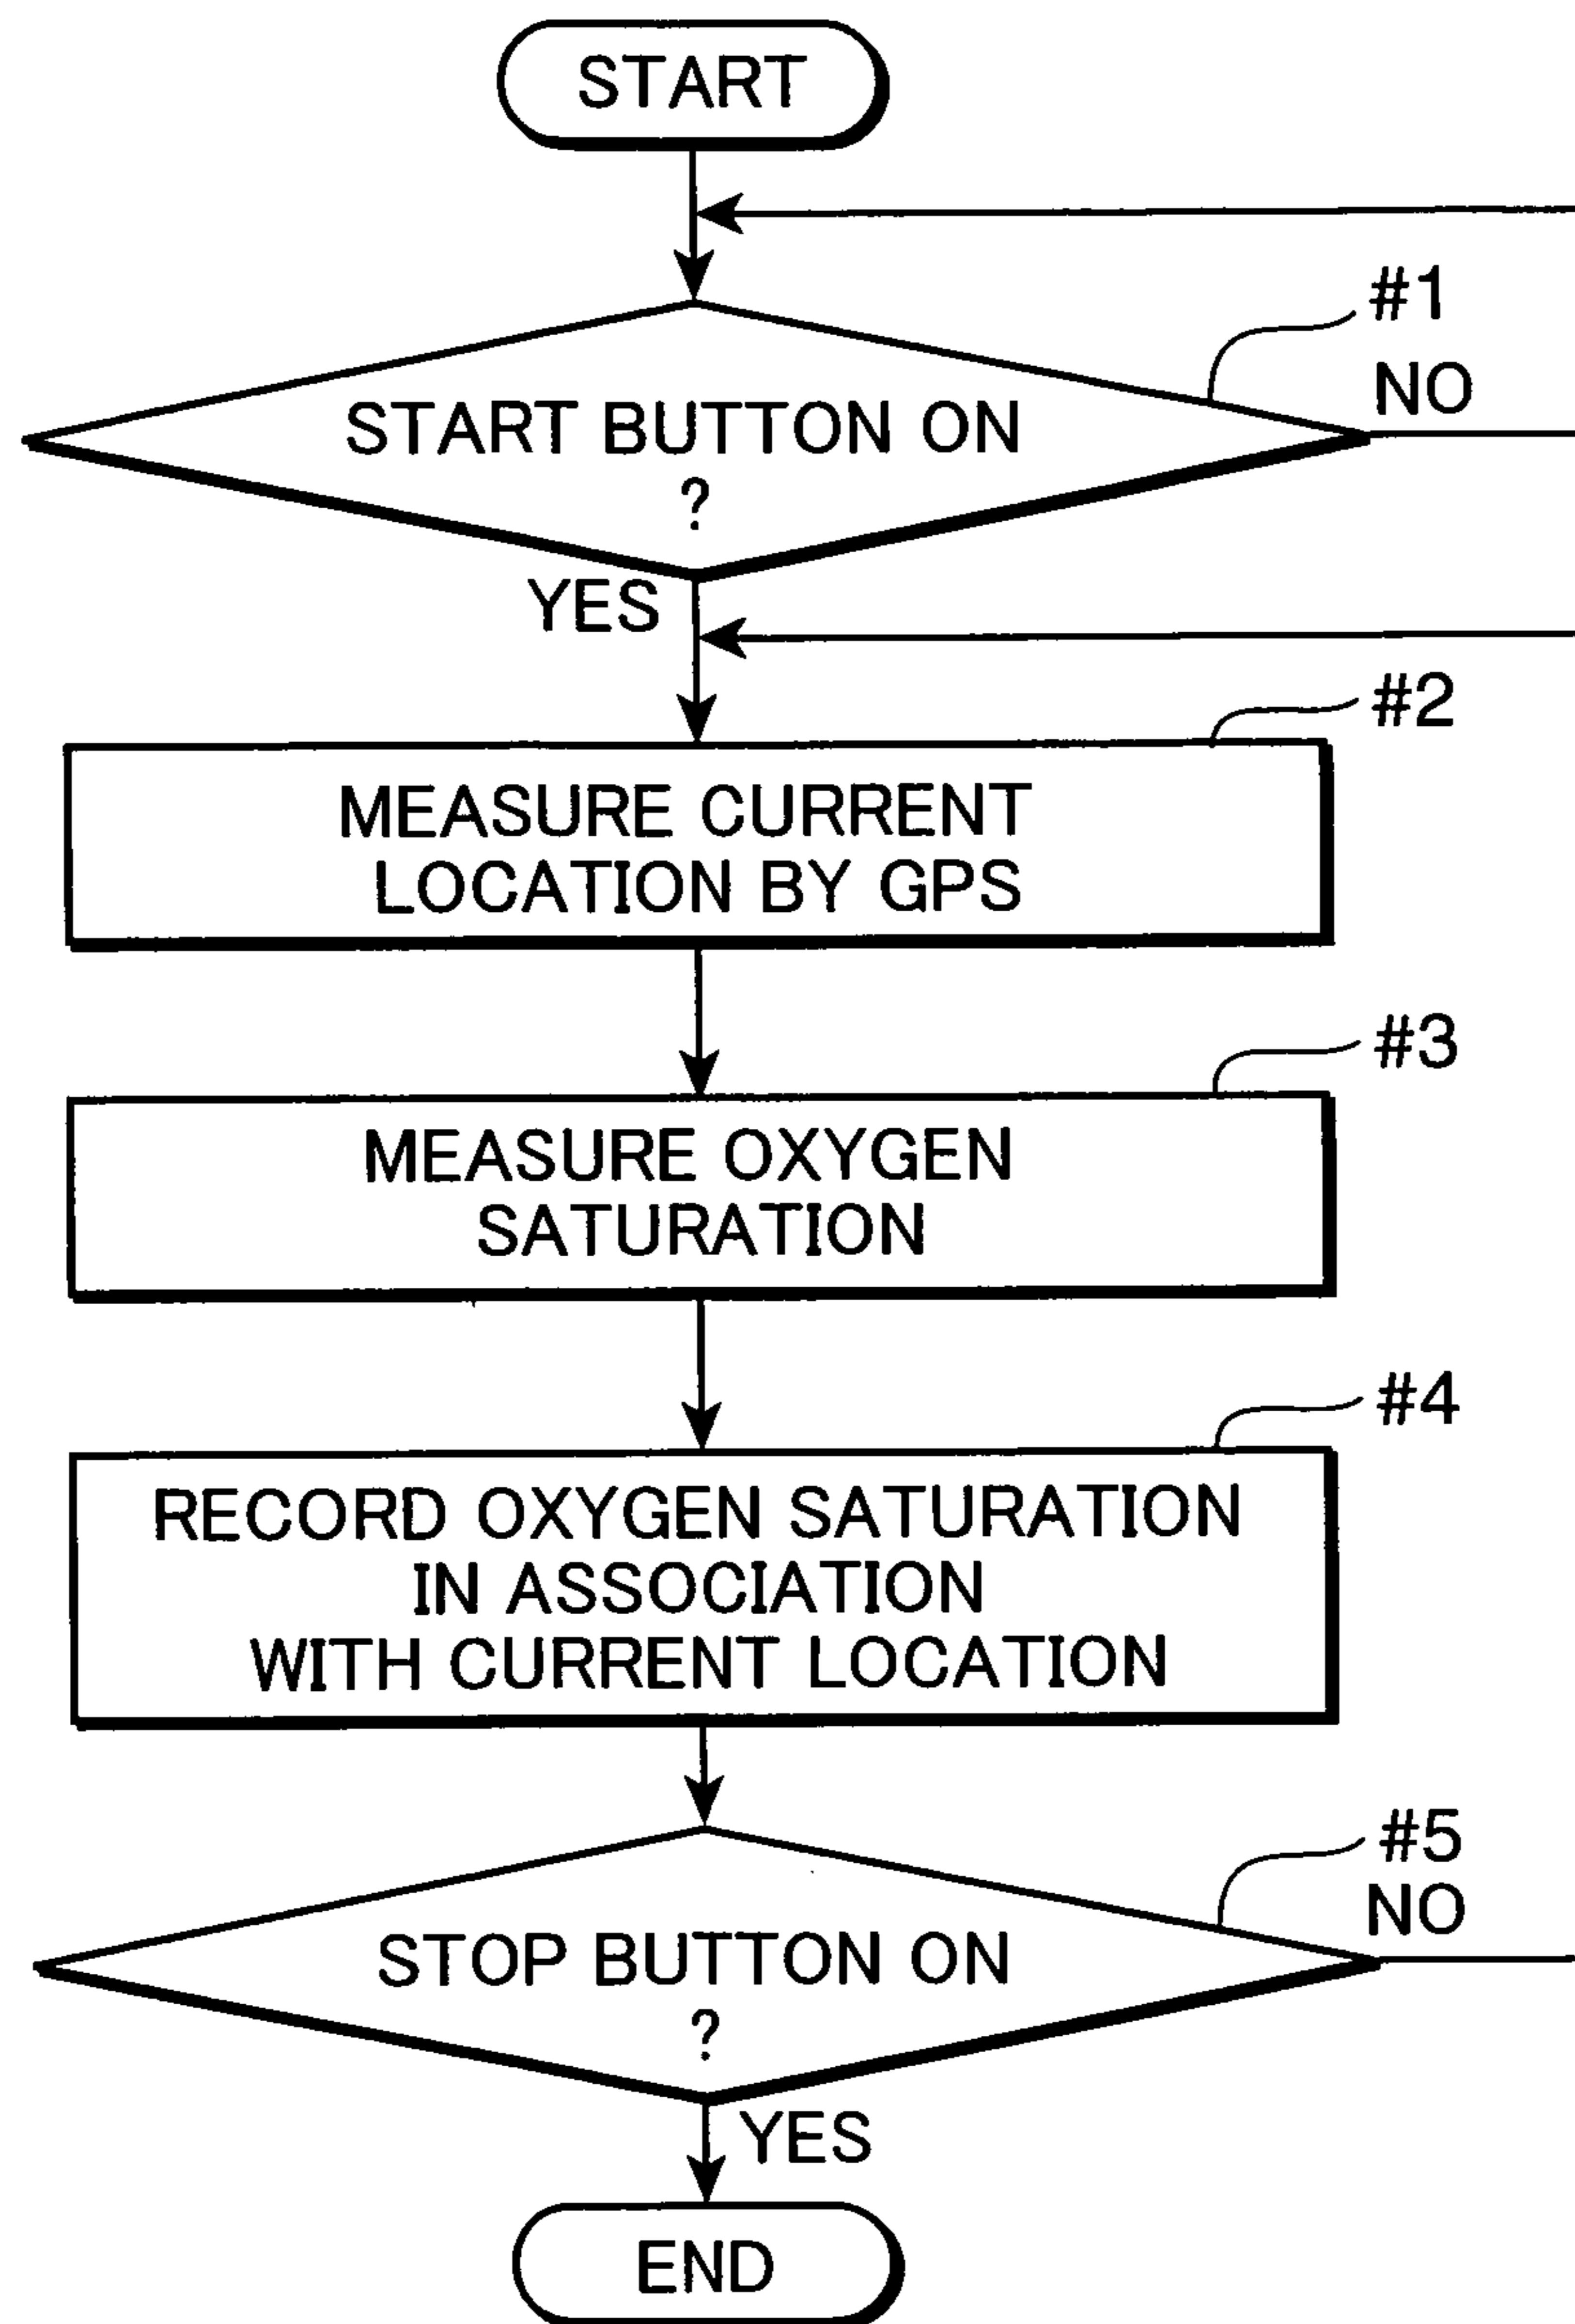 START
#1
NO
START BUTTON ON
?
YES
#2
MEASURE CURRENT
LOCATION BY GPS
#3
MEASURE OXYGEN
SATURATION
#4
RECORD OXYGEN SATURATION
IN ASSOCIATION
WITH CURRENT LOCATION
#5
NO
STOP BUTTON ON
?
YES
END